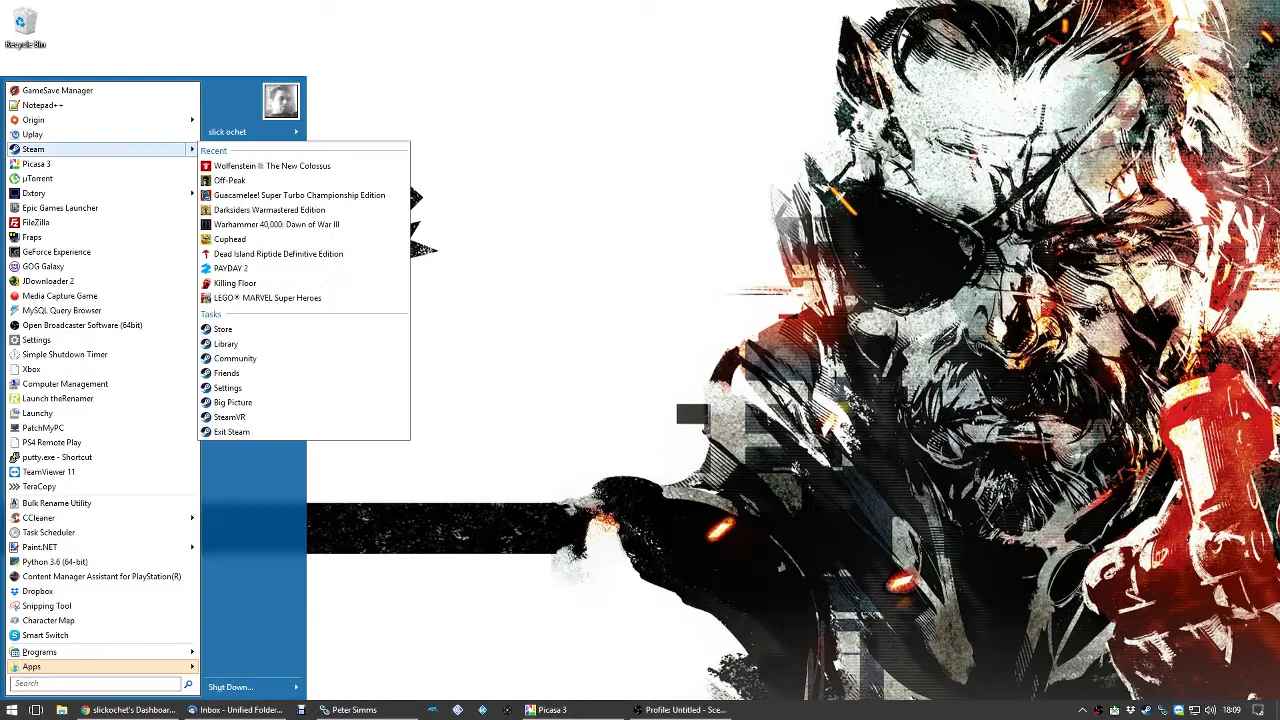 Recycle Bin
GameSave Manager
Notepad++
Origin
Uplay
Steam
Picasa 3
µTorrent
Dxtory
Epic Games Launcher
FileZilla
Fraps
GeForce Experience
GOG Galaxy
JDownloader 2
Media Cache Gen
MySQL Query Browser
Open Broadcaster Software (64bit)
Settings
Simple Shutdown Timer
Xbox
Computer Management
Launch theRenamer
Launchy
PatchPC
PS4 Remote Play
putty.exe - Shortcut
TeamViewer 11
TeraCopy
Bulk Rename Utility
CCleaner
Task Scheduler
Paint.NET
Python 3.6 (64-bit)
Content Manager Assistant for PlayStation(R)
Dropbox
Snipping Tool
Character Map
Smart Switch
Programs
Apps
Search
slick ochet
Shut Down...
Recent
Wolfenstein II: The New Colossus
Off-Peak
Guacamelee! Super Turbo Championship Edition
Darksiders Warmastered Edition
Warhammer 40,000: Dawn of War III
Cuphead
Dead Island Riptide Definitive Edition
PAYDAY 2
Killing Floor
LEGO® MARVEL Super Heroes
Tasks
Store
Library
Community
Friends
Settings
Big Picture
SteamVR
Exit Steam
slickochet's Dashboar...
Inbox - Unified Folder...
Peter Simms
Picasa 3
Profile: Untitled - Sce...
18:09